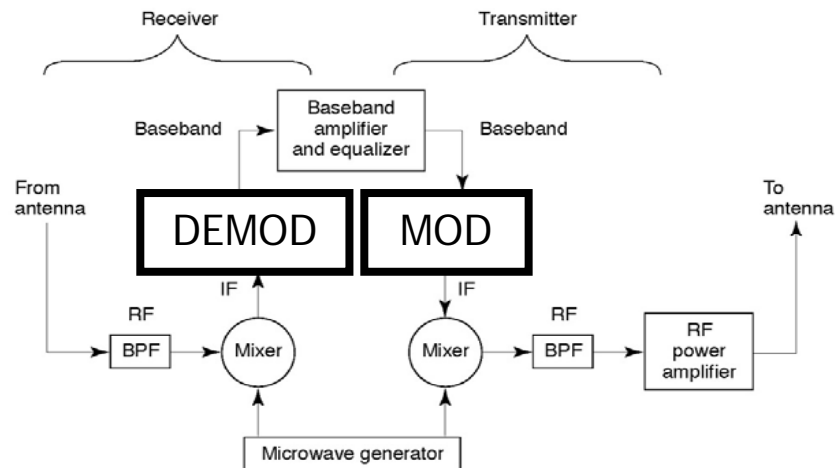 Receiver
Transmitter
Baseband
Baseband
amplifier
and equalizer
Baseband
From
antenna
To
antenna
DEMOD
MOD
IF
IF
RF
BPF
Mixer
Mixer
RF
BPF
RF
power
amplifier
Microwave generator